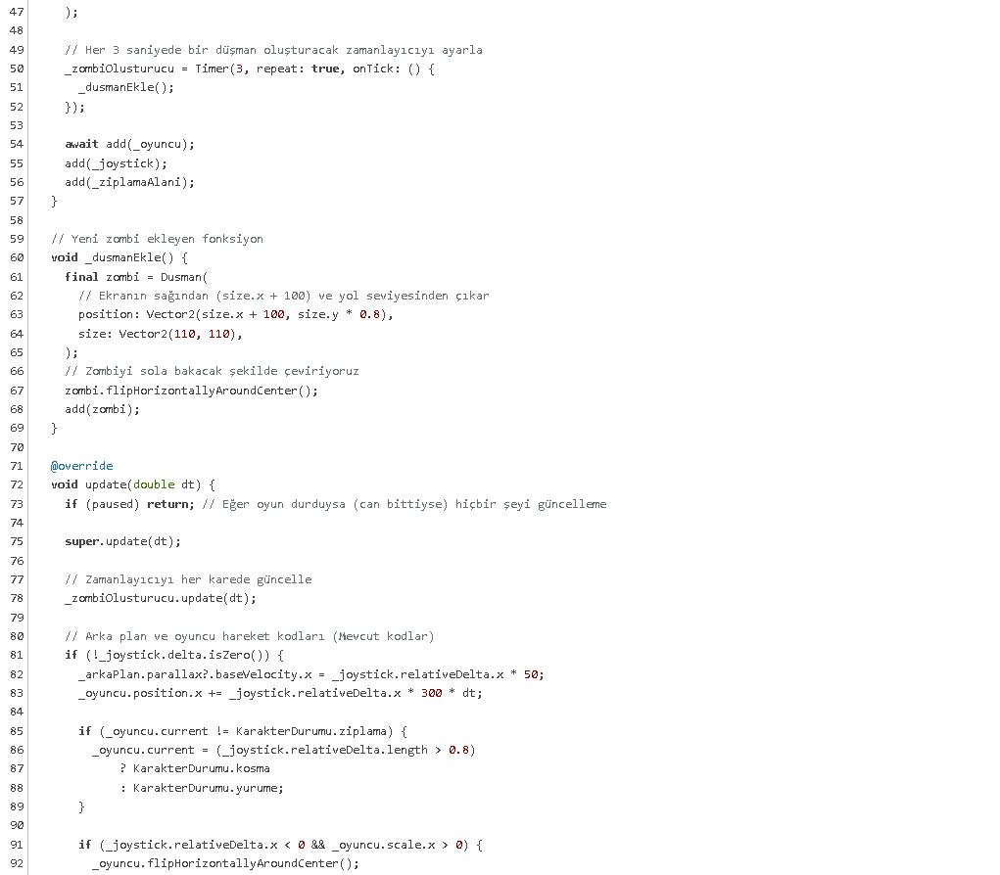 47 );
48
49 // Her 3 saniyede bir düşman oluşturacak zamanlayıcıyı ayarla
50 _zombiOlusturucu = Timer(3, repeat: true, onTick: () {
51 _dusmanEkle();
52 });
53
54 await add(_oyuncu);
55 add(_joystick);
56 add(_ziplamaAlani);
57 }
58
59 // Yeni zombi ekleyen fonksiyon
60 void _dusmanEkle() {
61 final zombi = Dusman(
62 // Ekranın sağından (size.x + 100) ve yol seviyesinden çıkar
63 position: Vector2(size.x + 100, size.y * 0.8),
64 size: Vector2(110, 110),
65 );
66 // Zombiyi sola bakacak şekilde çeviriyoruz
67 zombi.flipHorizontallyAroundCenter();
68 add(zombi);
69 }
70
71 @override
72 void update(double dt) {
73 if (paused) return; // Eğer oyun durduysa (can bittiyse) hiçbir şeyi güncelleme
74
75 super.update(dt);
76
77 // Zamanlayıcıyı her karede güncelle
78 _zombiOlusturucu.update(dt);
79
80 // Arka plan ve oyuncu hareket kodları (Mevcut kodlar)
81 if (!_joystick.delta.isZero()) {
82 _arkaPlan.parallax?.baseVelocity.x = _joystick.relativeDelta.x * 50;
83 _oyuncu.position.x += _joystick.relativeDelta.x * 300 * dt;
84
85 if (_oyuncu.current != KarakterDurumu.ziplama) {
86 _oyuncu.current = (_joystick.relativeDelta.length > 0.8)
87 ? KarakterDurumu.kosma
88 : KarakterDurumu.yurume;
89 }
90
91 if (_joystick.relativeDelta.x < 0 && _oyuncu.scale.x > 0) {
92 _oyuncu.flipHorizontallyAroundCenter();